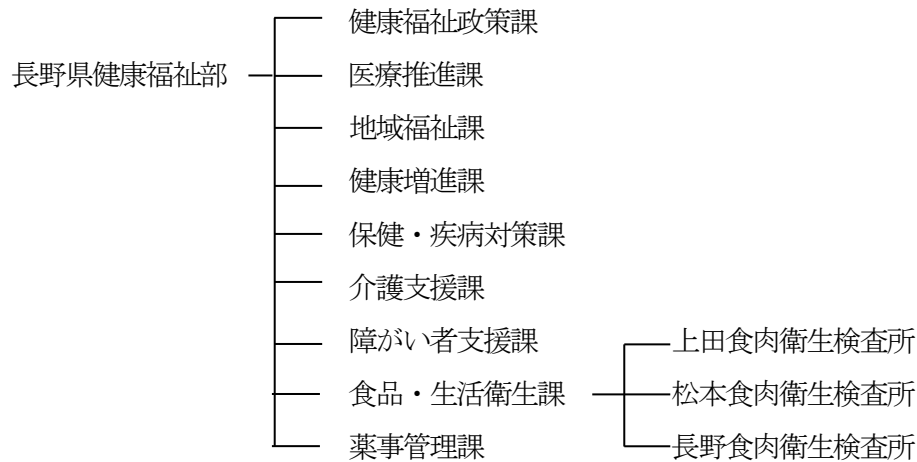 健康福祉政策課
長野県健康福祉部
医療推進課
地域福祉課
健康増進課
保健・疾病対策課
介護支援課
障がい者支援課
上田食肉衛生検査所
食品・生活衛生課
松本食肉衛生検査所
薬事管理課
長野食肉衛生検査所